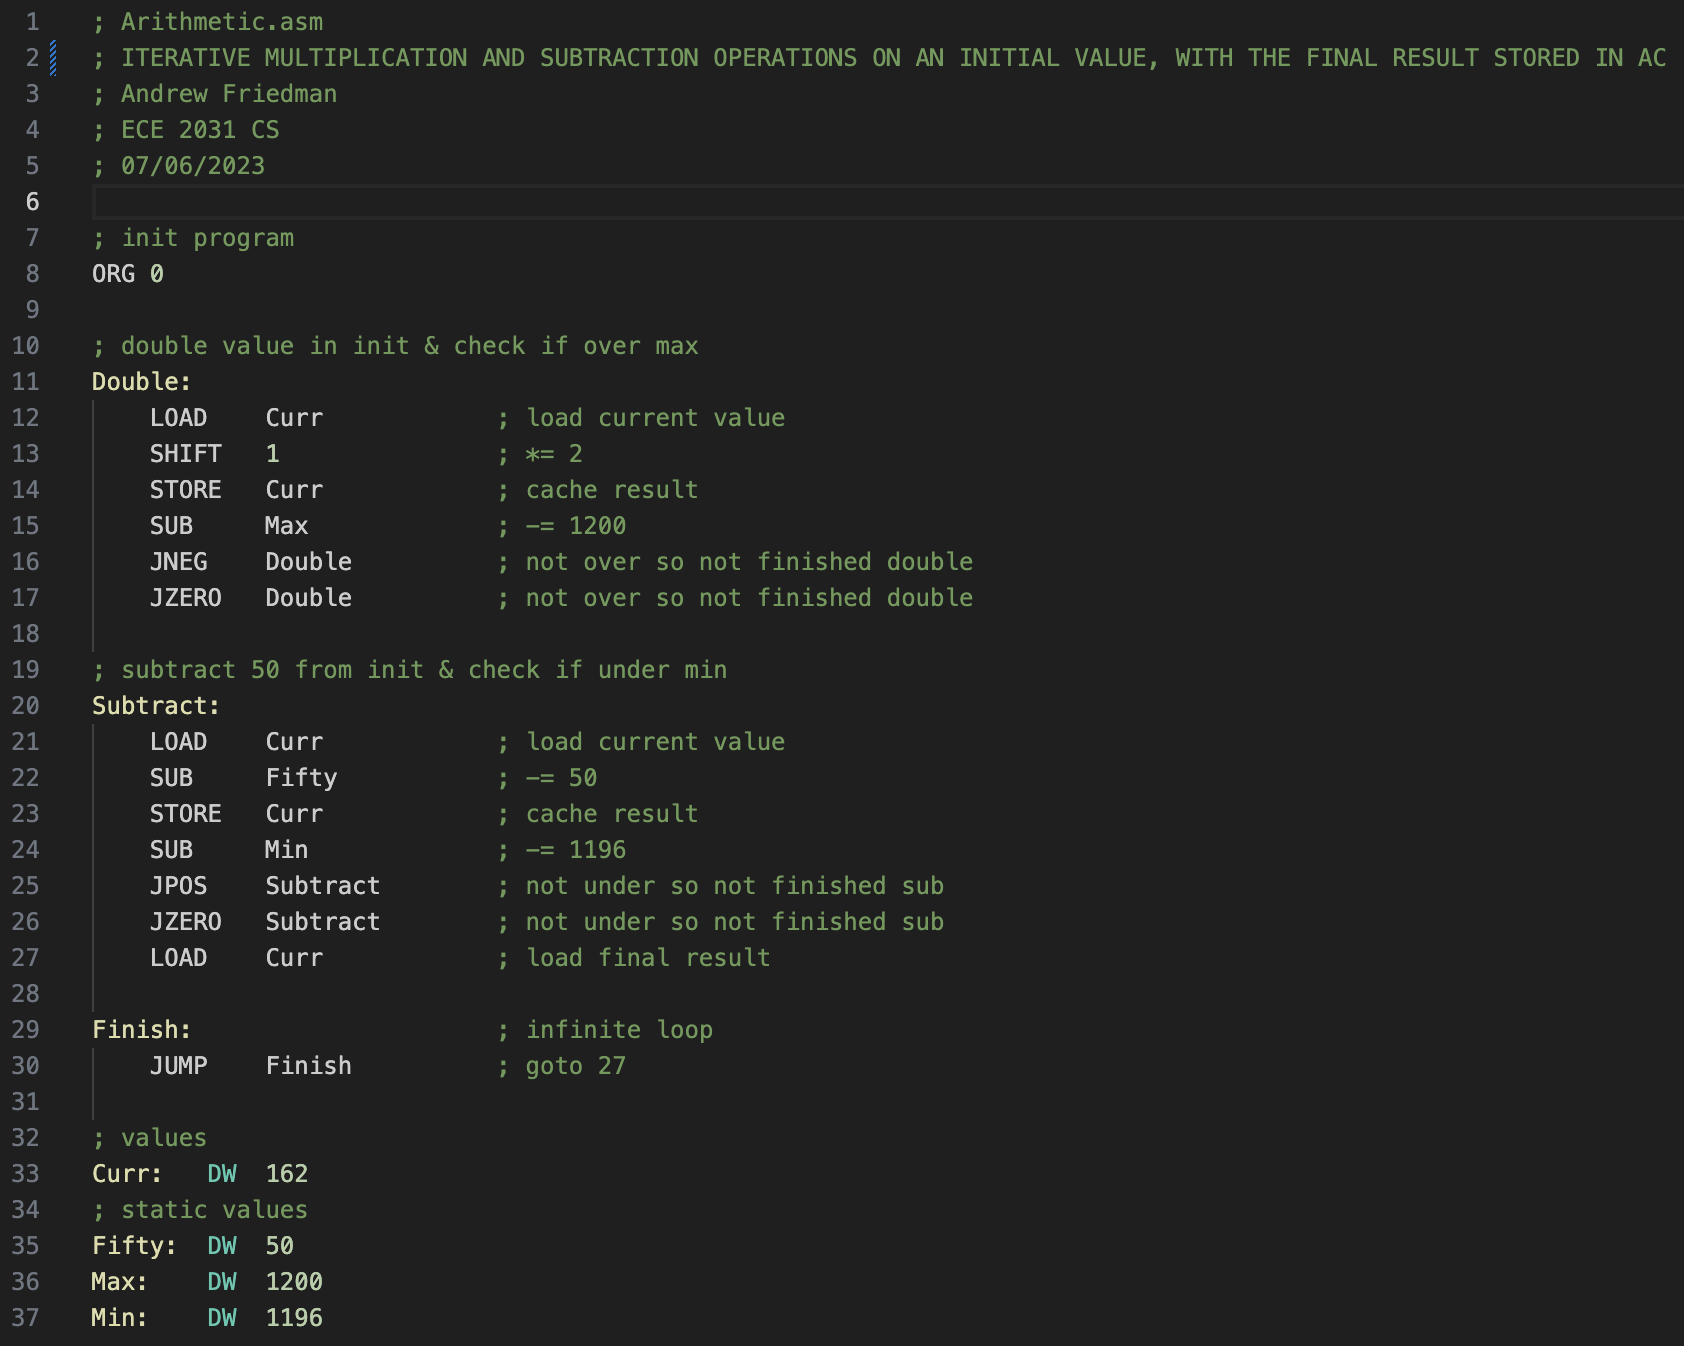 1 ; Arithmetic.asm
2 ; ITERATIVE MULTIPLICATION AND SUBTRACTION OPERATIONS ON AN INITIAL VALUE, WITH THE FINAL RESULT STORED IN AC
3 ; Andrew Friedman
4 ; ECE 2031 CS
5 ; 07/06/2023
6
7 ; init program
8 ORG 0
9
10 ; double value in init & check if over max
11 Double:
12 LOAD Curr ; load current value
13 SHIFT 1 ; *= 2
14 STORE Curr ; cache result
15 SUB Max ; -= 1200
16 JNEG Double ; not over so not finished double
17 JZERO Double ; not over so not finished double
18
19 ; subtract 50 from init & check if under min
20 Subtract:
21 LOAD Curr ; load current value
22 SUB Fifty ; -= 50
23 STORE Curr ; cache result
24 SUB Min ; -= 1196
25 JPOS Subtract ; not under so not finished sub
26 JZERO Subtract ; not under so not finished sub
27 LOAD Curr ; load final result
28
29 Finish: ; infinite loop
30 JUMP Finish ; goto 27
31
32 ; values
33 Curr: DW 162
34 ; static values
35 Fifty: DW 50
36 Max: DW 1200
37 Min: DW 1196